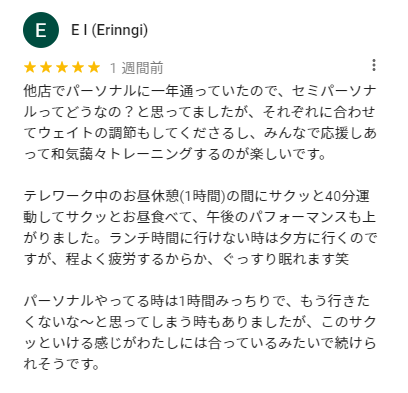 E
E I (Erinngi)
1 週間前
他店でパーソナルに一年通っていたので、セミパーソナ
ルってどうなの？と思ってましたが、それぞれに合わせ
てウェイトの調節もしてくださるし、みんなで応援しあ
って和気藹々トレーニングするのが楽しいです。
テレワーク中のお昼休憩(1時間)の間にサクッと40分運
動してサクッとお昼食べて、午後のパフォーマンスも上
がりました。ランチ時間に行けない時は夕方に行くので
すが、程よく疲労するからか、ぐっすり眠れます笑
パーソナルやってる時は1時間みっちりで、もう行きた
くないな〜と思ってしまう時もありましたが、このサク
ッといける感じがわたしには合っているみたいで続けら
れそうです。